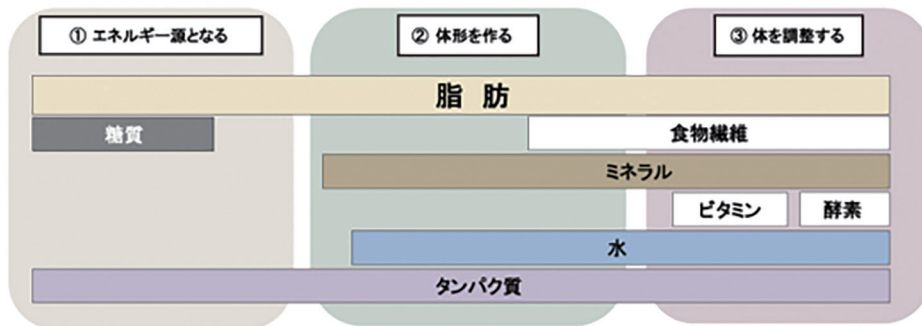 ① エネルギー源となる
② 体形を作る
③ 体を調整する
脂 肪
糖質
食物繊維
ミネラル
ビタミン
酵素
水
タンパク質